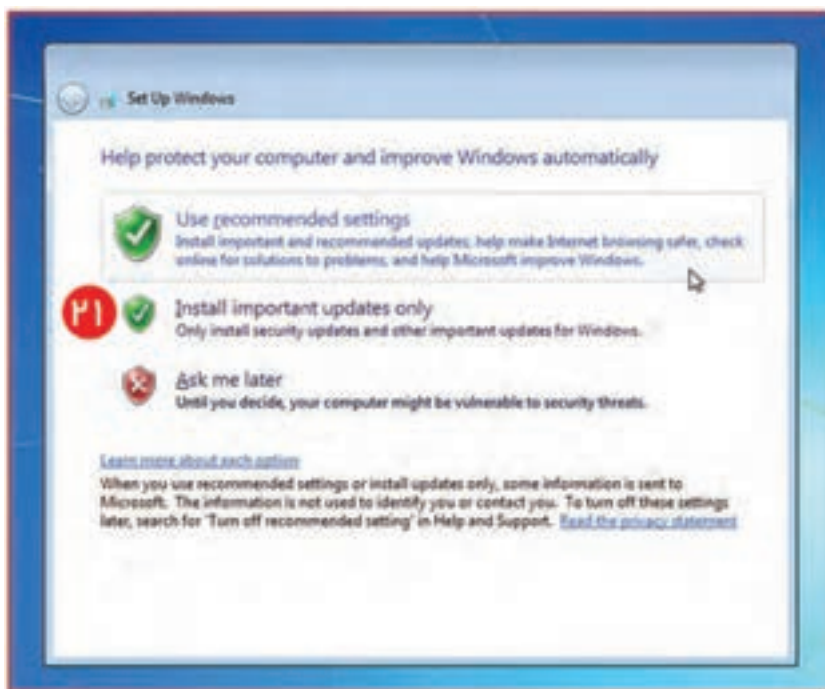 Set Up Windows
Help protect your computer and improve Windows automatically
Use recommended settings
Install important and recommended updates, help make Internet browsing safer, check
online for solutions to problems, and help Microsoft improve Windows.
۲۱
Install important updates only
Only install security updates and other important updates for Windows.
Ask me later
Until you decide, your computer might be vulnerable to security threats.
Learn more about each option
When you use recommended settings or install updates only, some information is sent to
Microsoft. The information is not used to identify you or contact you. To turn off these settings
later, search for 'Turn off recommended setting' in Help and Support. Read the privacy statement